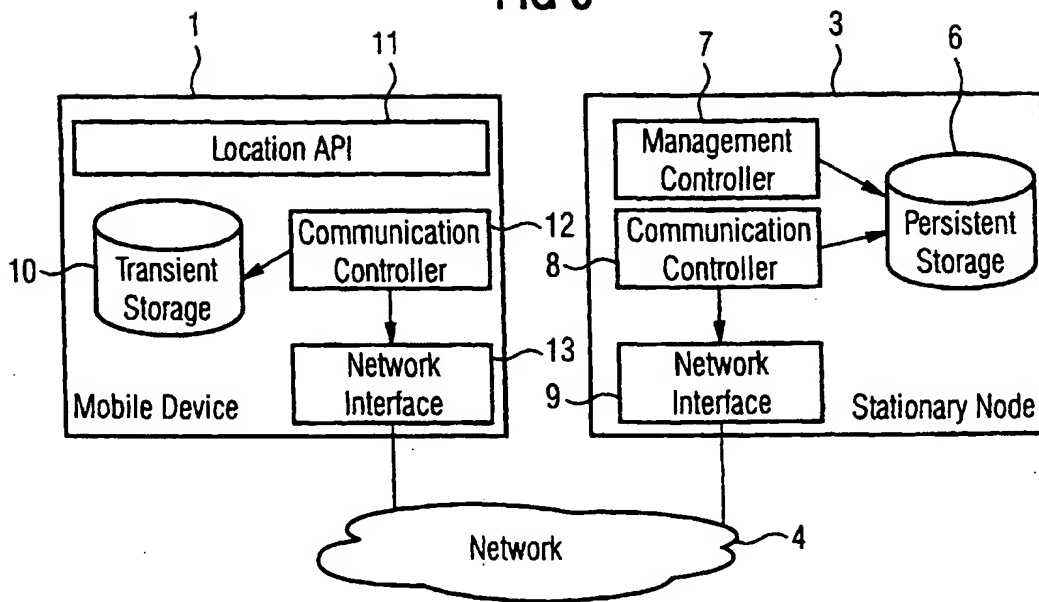 1
11
7
3
6
Location API
Management
Controller
Communication
Controller
12
10
Transient
Storage
8
Communication
Controller
Persistent
Storage
Network
Interface
13
Mobile Device
9
Network
Interface
Stationary Node
Network
4